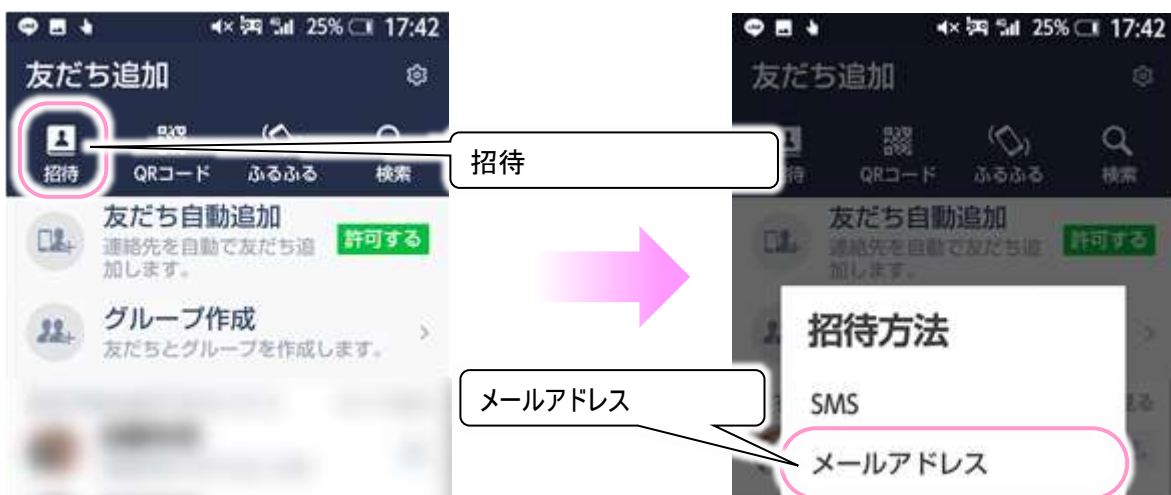 25% 17:42
友だち追加
招待 QRコード ふるふる 検索
友だち自動追加
連絡先を自動で友だち追
加します。
許可する
グループ作成
友だちとグループを作成します。
招待
メールアドレス
25% 17:42
友だち追加
待 QRコード ふるふる 検索
友だち自動追加
連絡先を自動で友だち追
加します。
許可する
招待方法
SMS
メールアドレス